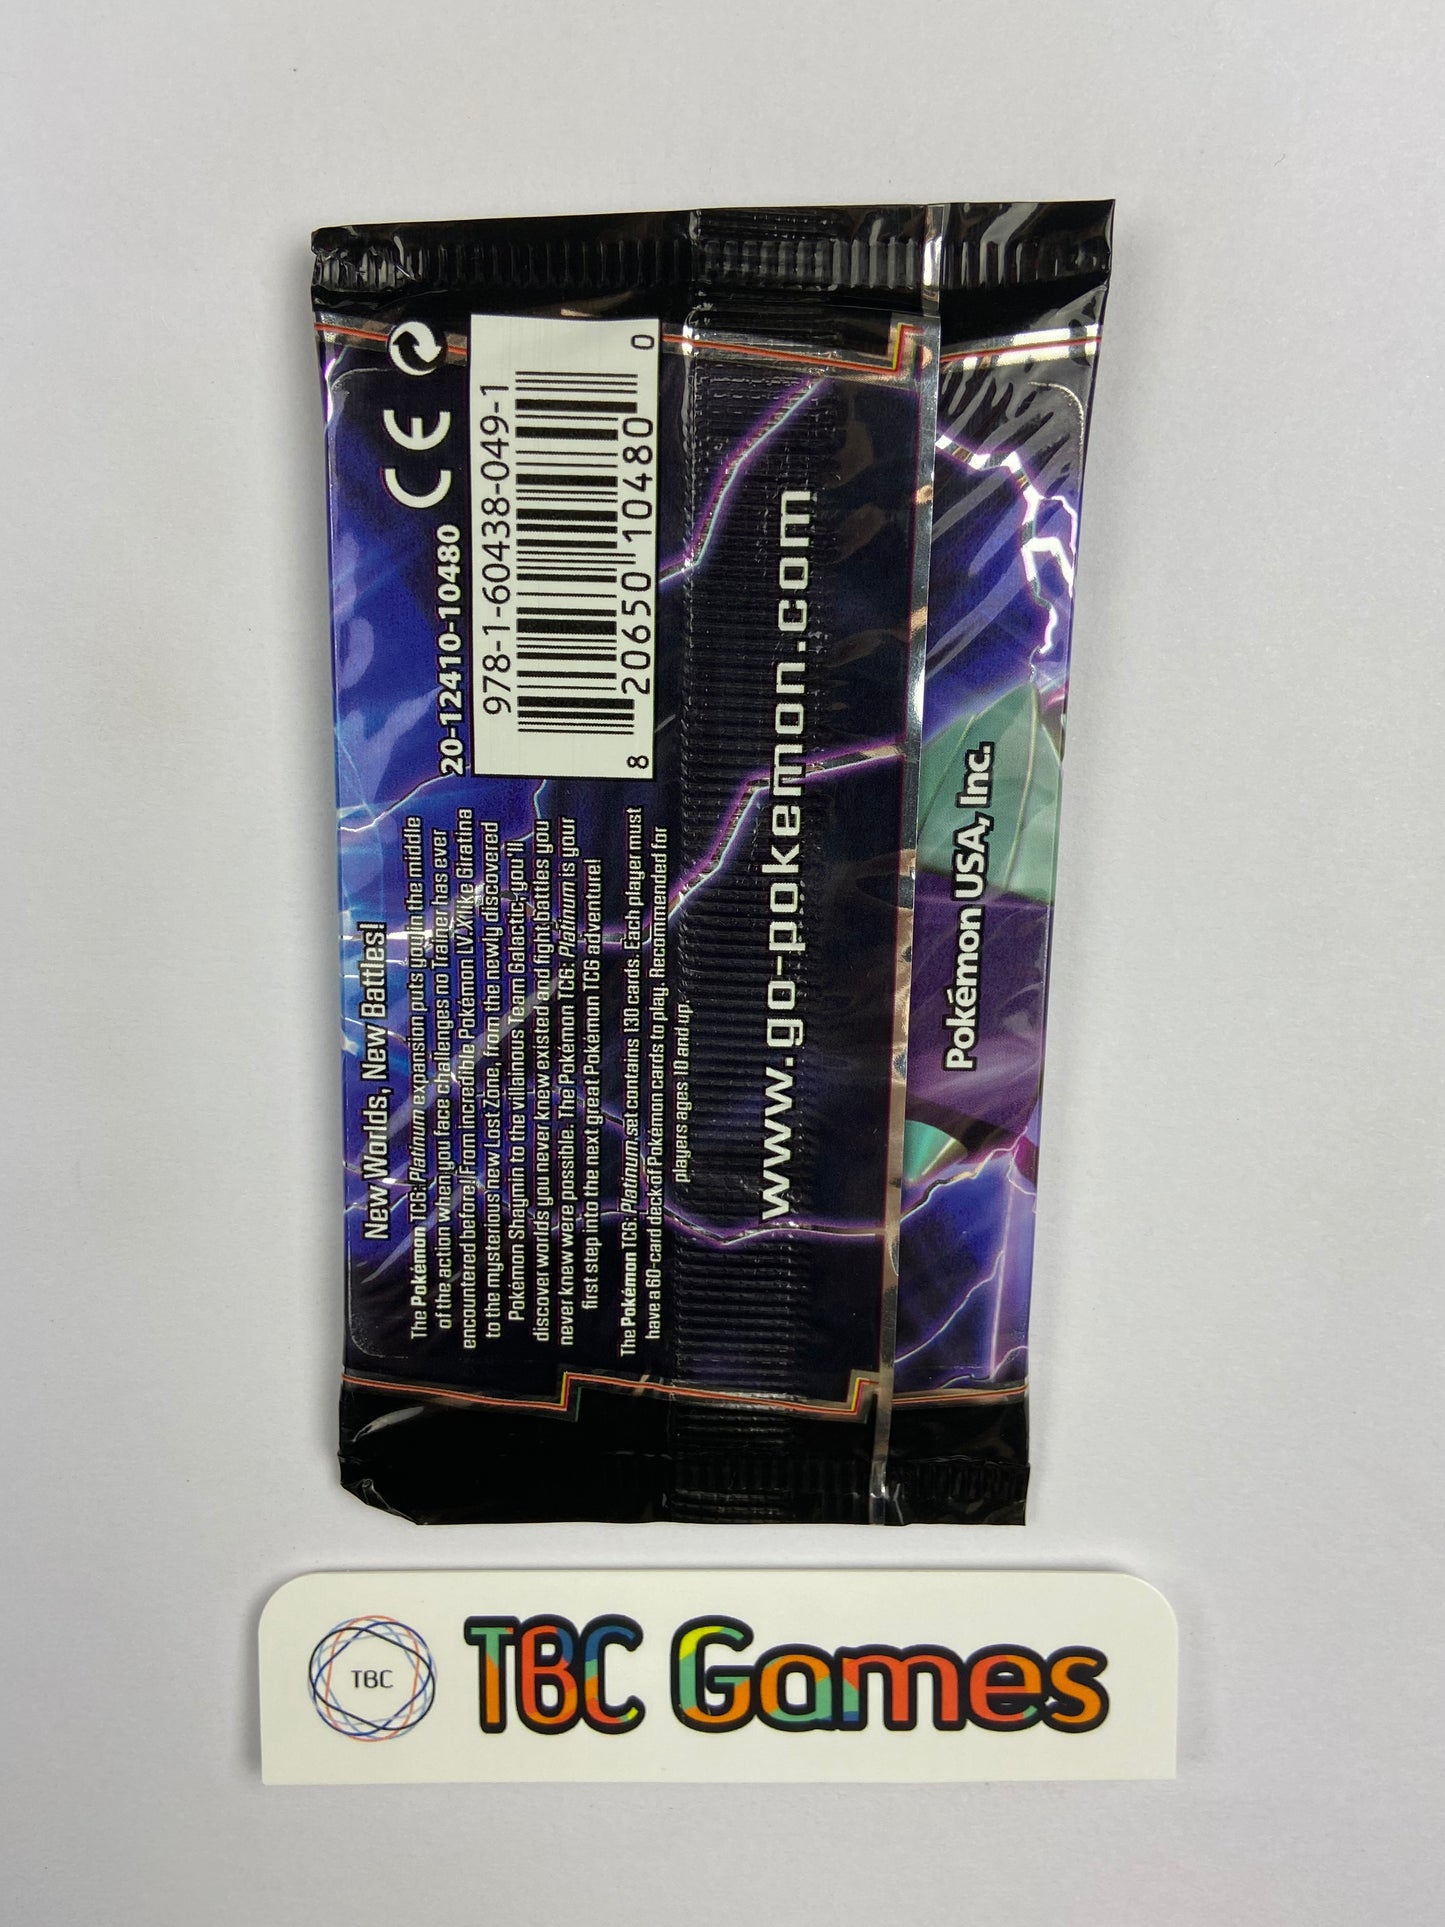 New Worlds, New Battles!
The Pokémon TCG: Platinum expansion puts you in the middle
of the action when you face challenges no Trainer has ever
encountered before! From incredible Pokémon LV.X like Giratina
to the mysterious new Lost Zone, from the newly discovered
Pokémon Shaymin to the villainous Team Galactic, you'll
discover worlds you never knew existed and fight battles you
never knew were possible. The Pokémon TCG: Platinum is your
first step into the next great Pokémon TCG adventure!
The Pokémon TCG: Platinum set contains 130 cards. Each player must
have a 60-card deck of Pokémon cards to play. Recommended for
players ages 10 and up.
20-12410-10480
CE
978-1-60438-049-1
8 20650 10480 0
www.go-pokemon.com
Pokémon USA, Inc.
TBC
TBC Games